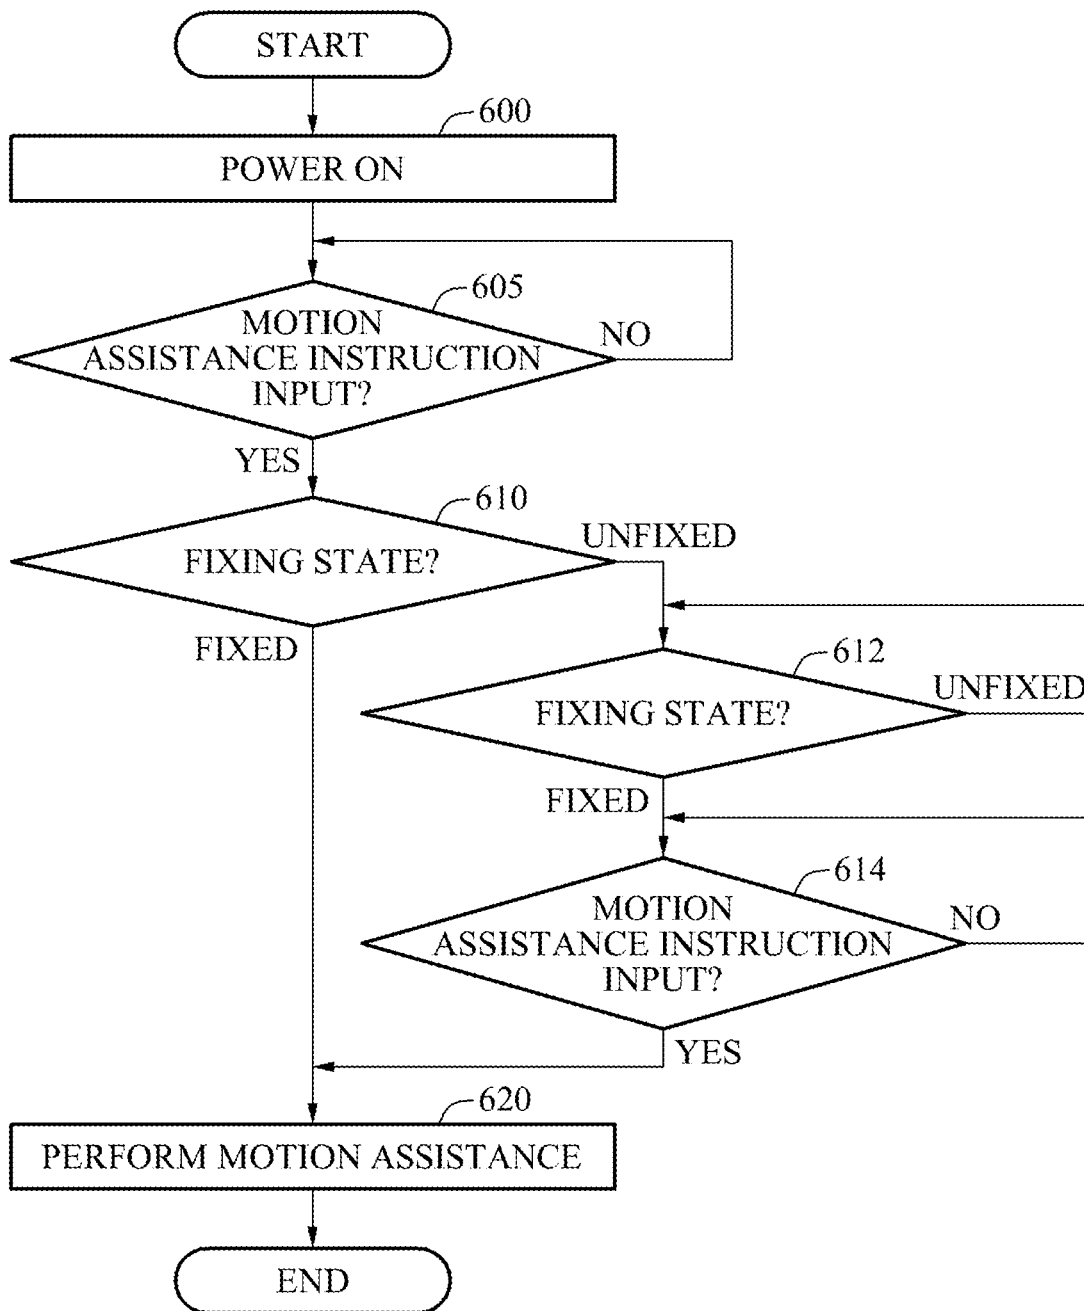 START
600
POWER ON
605
MOTION
ASSISTANCE INSTRUCTION
INPUT?
NO
YES
610
FIXING STATE?
UNFIXED
FIXED
612
FIXING STATE?
UNFIXED
FIXED
614
MOTION
ASSISTANCE INSTRUCTION
INPUT?
NO
YES
620
PERFORM MOTION ASSISTANCE
END